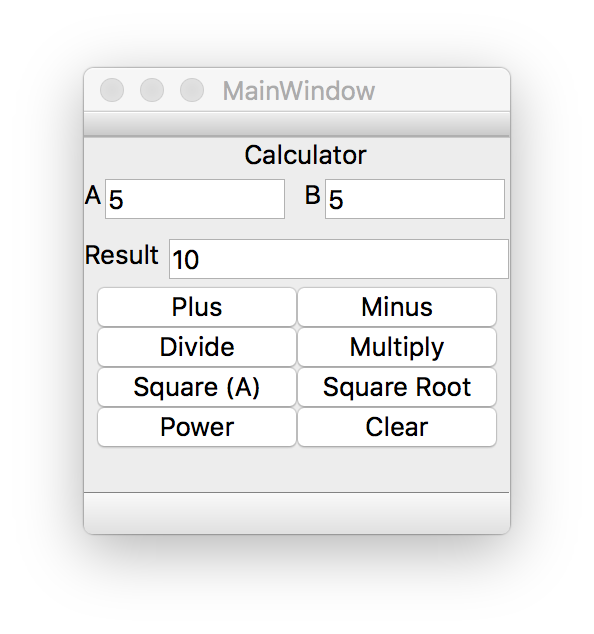 MainWindow
Calculator
A 5 B 5
Result 10
Plus Minus
Divide Multiply
Square (A) Square Root
Power Clear